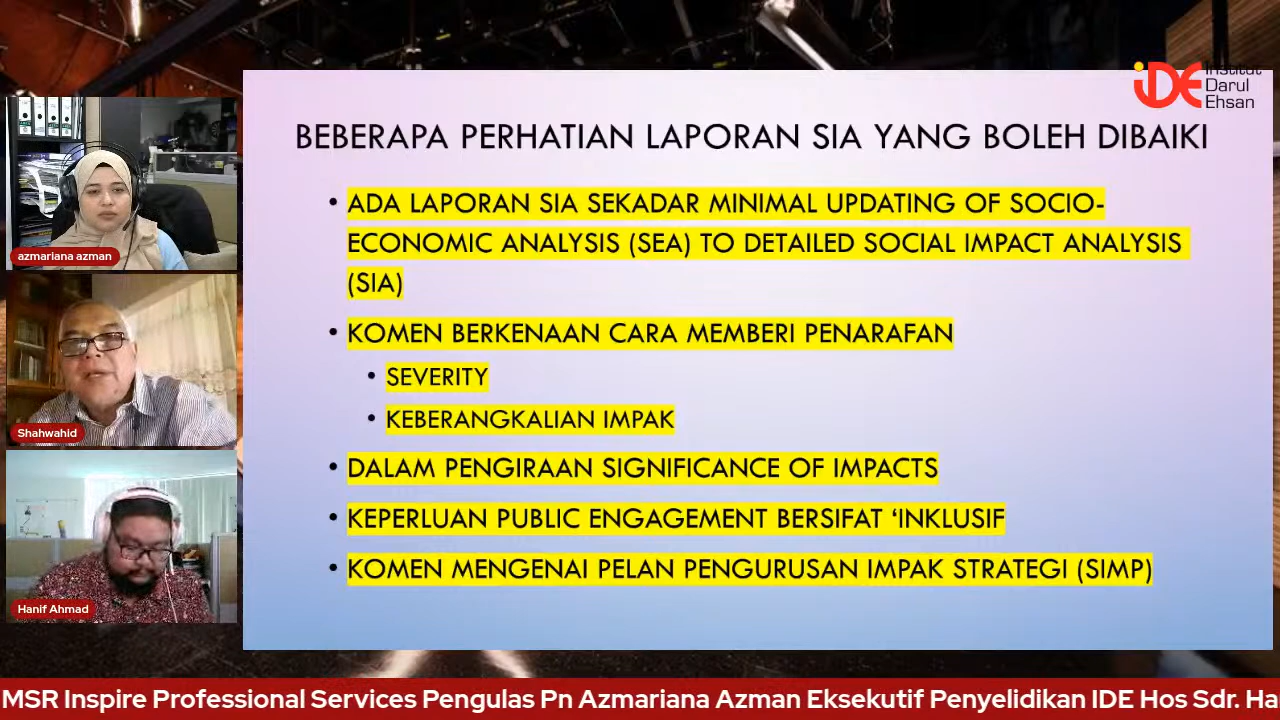 iDE Institut
Darul
Ehsan
BEBERAPA PERHATIAN LAPORAN SIA YANG BOLEH DIBAIKI
• ADA LAPORAN SIA SEKADAR MINIMAL UPDATING OF SOCIO-
ECONOMIC ANALYSIS (SEA) TO DETAILED SOCIAL IMPACT ANALYSIS
(SIA)
• KOMEN BERKENAAN CARA MEMBERI PENARAFAN
• SEVERITY
• KEBERANGKALIAN IMPAK
• DALAM PENGIRAAN SIGNIFICANCE OF IMPACTS
• KEPERLUAN PUBLIC ENGAGEMENT BERSIFAT ‘INKLUSIF
• KOMEN MENGENAI PELAN PENGURUSAN IMPAK STRATEGI (SIMP)
azmariana azman
Shahwahid
Hanif Ahmad
MSR Inspire Professional Services Pengulas Pn Azmariana Azman Eksekutif Penyelidikan IDE Hos Sdr. Ha